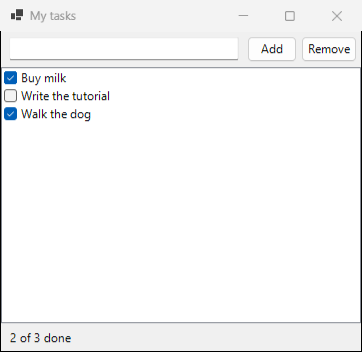 My tasks
Add Remove
Buy milk
Write the tutorial
Walk the dog
2 of 3 done